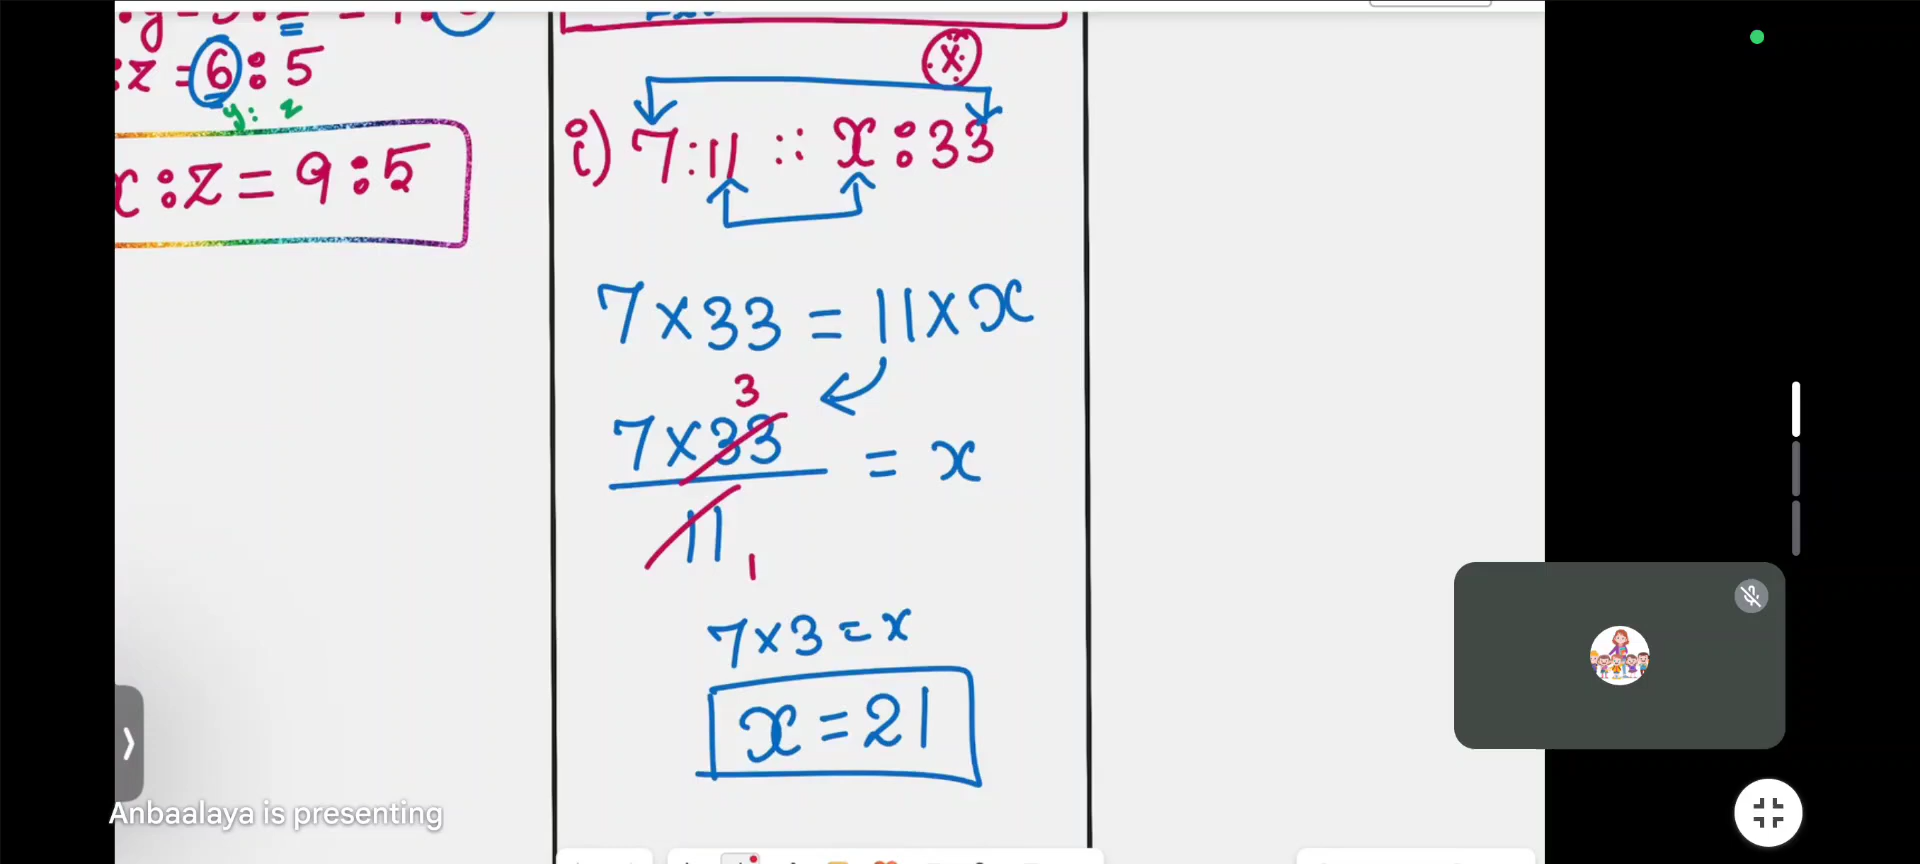 :z = 6 : 5
y : z
x : z = 9 : 5
x
i) 7 : 11 :: x : 33
7 × 33 = 11 × x
3
7 × 33
= x
11
1
7 × 3 = x
x = 21
Anbaalaya is presenting